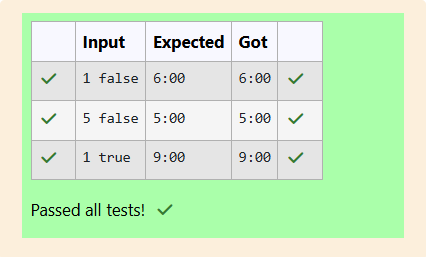 Input Expected Got
1 false 6:00 6:00
5 false 5:00 5:00
1 true 9:00 9:00
Passed all tests!